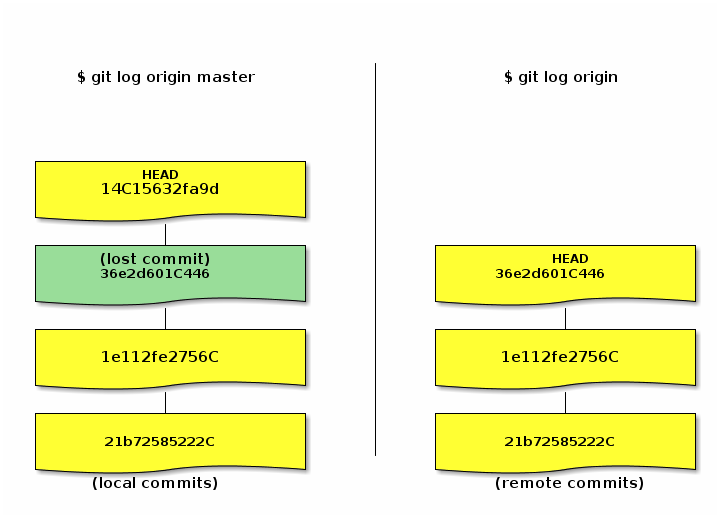 $ git log origin master
HEAD
14C15632fa9d
(lost commit)
36e2d601C446
1e112fe2756C
21b72585222C
(local commits)
$ git log origin
HEAD
36e2d601C446
1e112fe2756C
21b72585222C
(remote commits)